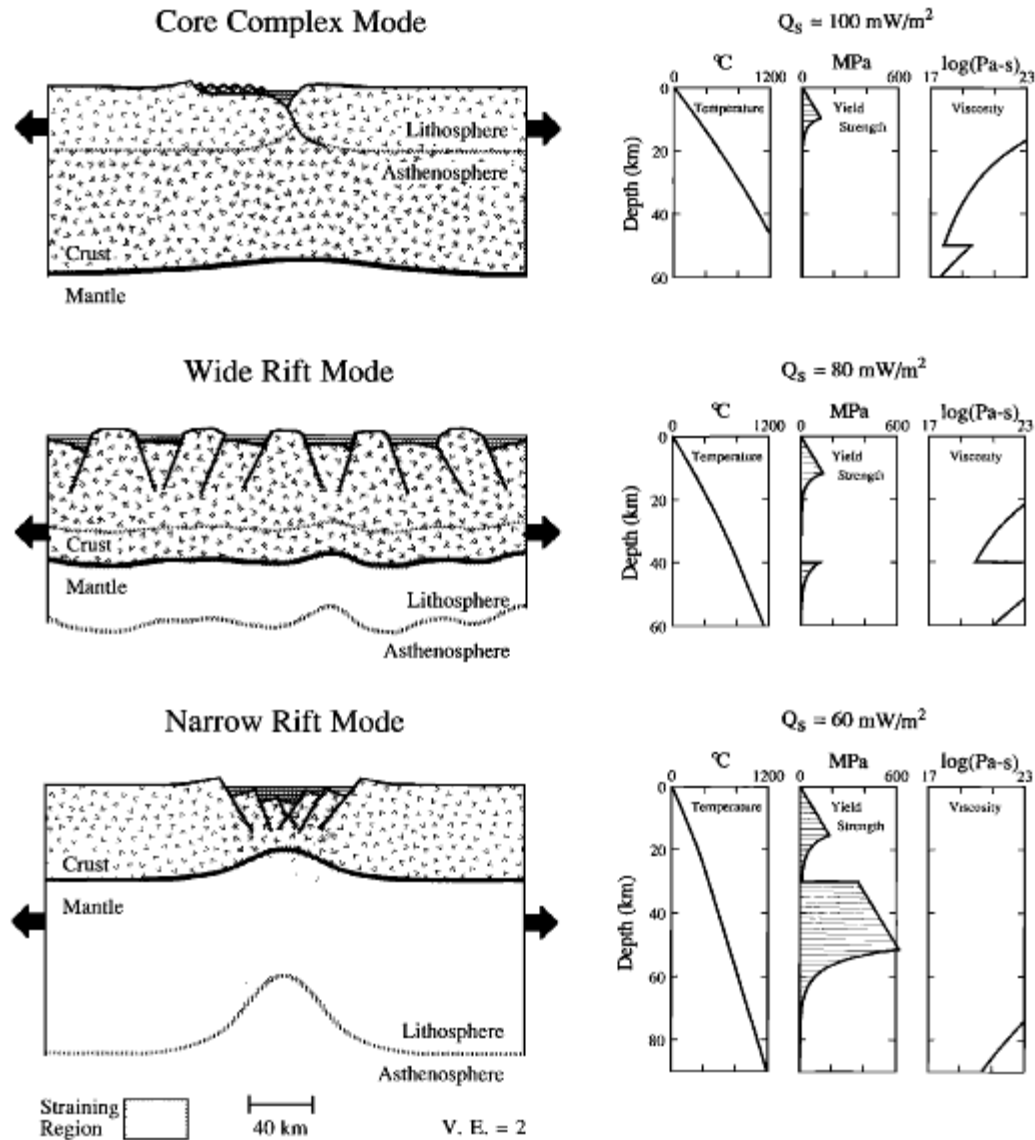 Core Complex Mode
Qs = 100 mW/m²
°C
MPa
log(Pa-s)
0
1200
0
600
17
23
Temperature
Yield
Strength
Viscosity
0
20
40
60
Depth (km)
Lithosphere
Asthenosphere
Crust
Mantle
Wide Rift Mode
Qs = 80 mW/m²
°C
MPa
log(Pa-s)
0
1200
0
600
17
23
Temperature
Yield
Strength
Viscosity
0
20
40
60
Depth (km)
Crust
Mantle
Lithosphere
Asthenosphere
Narrow Rift Mode
Qs = 60 mW/m²
°C
MPa
log(Pa-s)
0
1200
0
600
17
23
Temperature
Yield
Strength
Viscosity
0
20
40
60
80
Depth (km)
Crust
Mantle
Lithosphere
Asthenosphere
Straining
Region
40 km
V. E. = 2